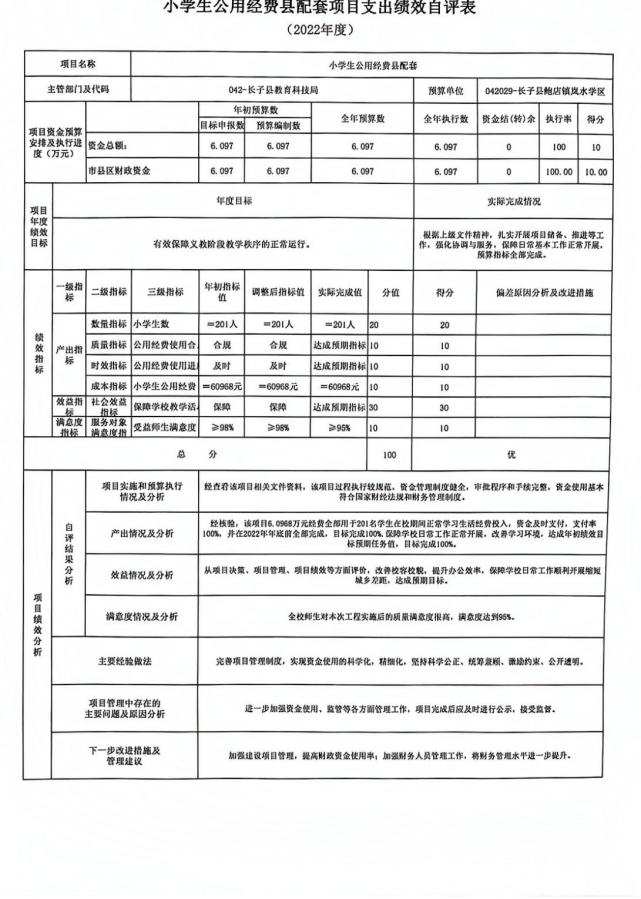 小学生公用经费县配套项目支出绩效自评表
（2022年度）
项目名称 小学生公用经费县配套
主管部门及代码 042-长子县教育科技局 预算单位 042029-长子县鲍店镇岚水学区
项目资金预算安排及执行进度（万元） 年初预算数 全年预算数 全年执行数 资金结(转)余 执行率 得分
目标申报数 预算编制数
资金总额： 6.097 6.097 6.097 6.097 0 100 10
市县区财政资金 6.097 6.097 6.097 6.097 0 100.00 10.00
项目年度绩效目标 年度目标 实际完成情况
有效保障义教阶段教学秩序的正常运行。
根据上级文件精神，扎实开展项目储备、推进等工
作，强化协调与服务，保障日常基本工作正常开展，
预算指标全部完成。
绩效指标 一级指标 二级指标 三级指标 年初指标值 调整后指标值 实际完成值 分值 得分 偏差原因分析及改进措施
产出指标 数量指标 小学生数 ＝201人 ＝201人 ＝201人 20 20
质量指标 公用经费使用合 合规 合规 达成预期指标 10 10
时效指标 公用经费使用进 及时 及时 达成预期指标 10 10
成本指标 小学生公用经费 ＝60968元 ＝60968元 ＝60968元 10 10
效益指标 社会效益指标 保障学校教学活 保障 保障 达成预期指标 30 30
满意度指标 服务对象满意度指 受益师生满意度 ≥98% ≥98% ≥95% 10 10
总 分 100 优
项目绩效分析 自评结果分析 项目实施和预算执行
情况及分析
经查看该项目相关文件资料，该项目过程执行较规范，资金管理制度健全，审批程序和手续完整，资金使用基本
符合国家财经法规和财务管理制度。
产出情况及分析
经核验，该项目6.0968万元经费全部用于201名学生在校期间正常学习生活经费投入，资金及时支付，支付率
100%，并在2022年年底前全部完成，目标完成100%.保障学校日常工作正常开展，改善学习环境，达成年初绩效目
标预期任务值，目标完成100%。
效益情况及分析
从项目决策、项目管理、项目绩效等方面评价，改善校容校貌，提升办公效率，保障学校日常工作顺利开展缩短
城乡差距，达成预期目标。
满意度情况及分析 全校师生对本次工程实施后的质量满意度很高，满意度达到95%。
主要经验做法 完善项目管理制度，实现资金使用的科学化，精细化，坚持科学公正、统筹兼顾、激励约束、公开透明。
项目管理中存在的
主要问题及原因分析
进一步加强资金使用、监管等各方面管理工作，项目完成后应及时进行公示，接受监督。
下一步改进措施及
管理建议
加强建设项目管理，提高财政资金使用率；加强财务人员管理工作，将财务管理水平进一步提升。